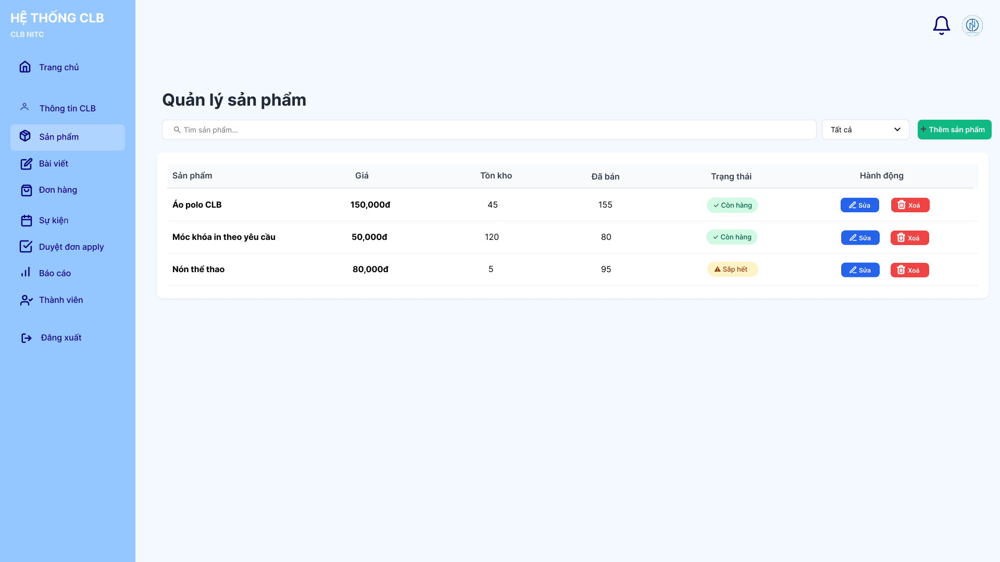 HỆ THỐNG CLB
CLB NITC
Trang chủ
Thông tin CLB
Sản phẩm
Bài viết
Đơn hàng
Sự kiện
Duyệt đơn apply
Báo cáo
Thành viên
Đăng xuất
Quản lý sản phẩm
Tìm sản phẩm...
Tất cả
+ Thêm sản phẩm
Sản phẩm Giá Tồn kho Đã bán Trạng thái Hành động
Áo polo CLB 150,000đ 45 155 ✓ Còn hàng Sửa Xoá
Móc khóa in theo yêu cầu 50,000đ 120 80 ✓ Còn hàng Sửa Xoá
Nón thể thao 80,000đ 5 95 ⚠ Sắp hết Sửa Xoá